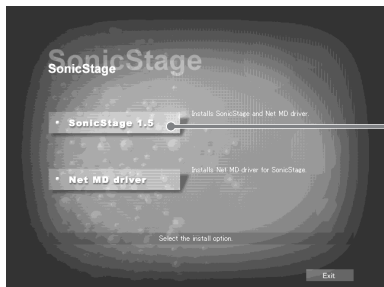 SonicStage
SonicStage
SonicStage 1.5
Installs SonicStage and Net MD driver.
Net MD driver
Installs Net MD driver for SonicStage.
Select the install option.
Exit